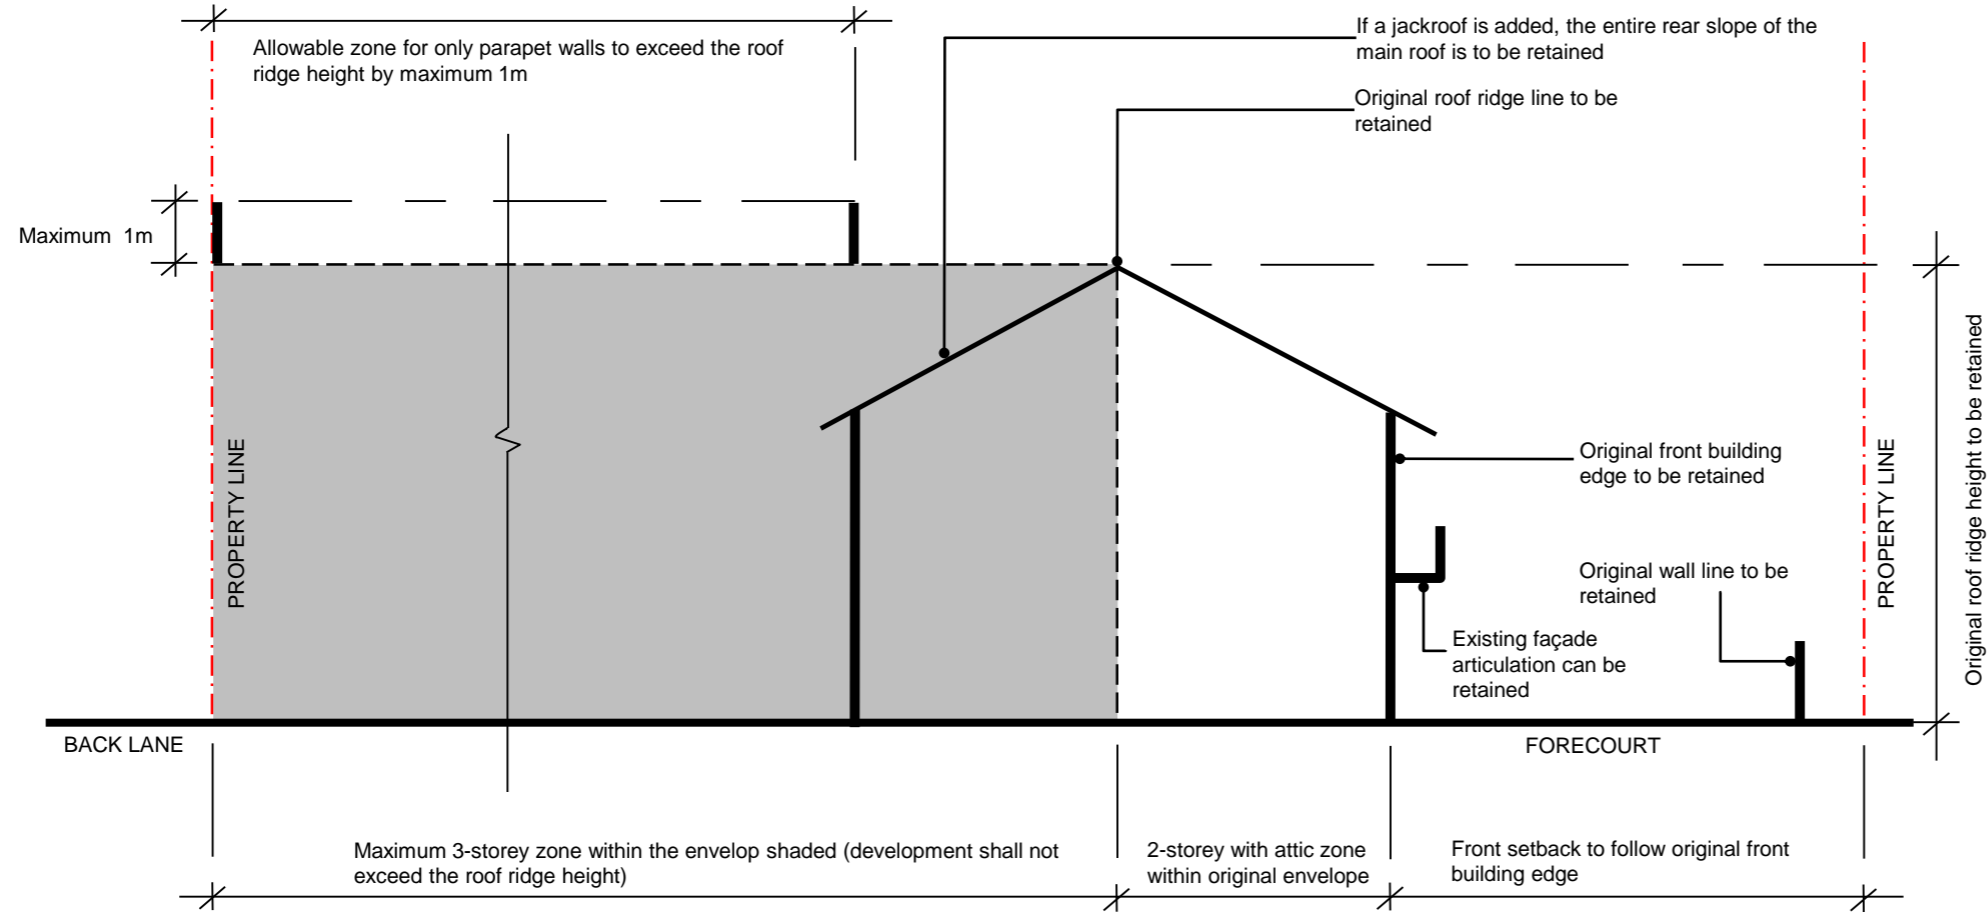 Allowable zone for only parapet walls to exceed the roof
ridge height by maximum 1m
If a jackroof is added, the entire rear slope of the
main roof is to be retained
Original roof ridge line to be
retained
Maximum 1m
Original roof ridge height to be retained
PROPERTY LINE
Original front building
edge to be retained
PROPERTY LINE
Original wall line to be
retained
Existing façade
articulation can be
retained
BACK LANE
FORECOURT
Maximum 3-storey zone within the envelop shaded (development shall not
exceed the roof ridge height)
2-storey with attic zone
within original envelope
Front setback to follow original front
building edge